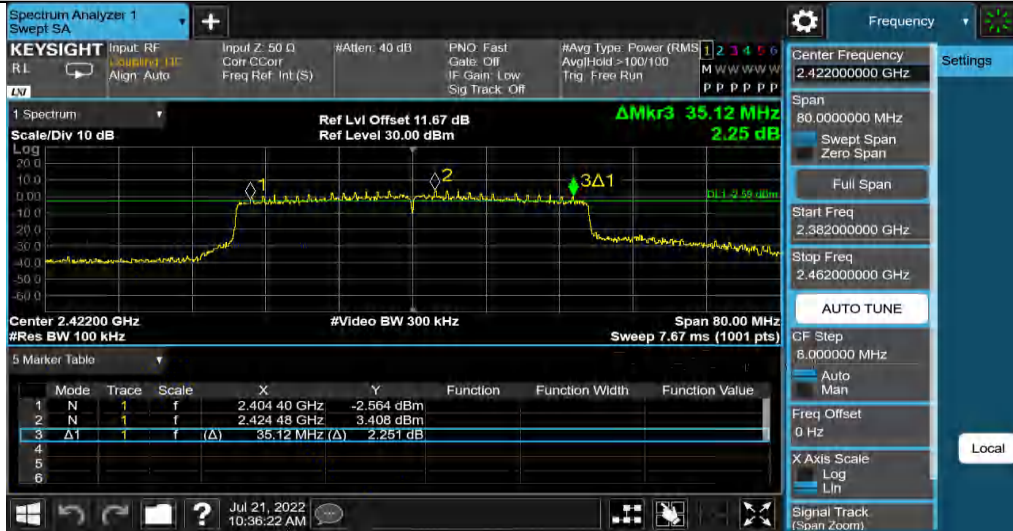 Spectrum Analyzer 1
Swept SA
+
Frequency
KEYSIGHT
RL
LXI
Input: RF
Coupling: DC
Align: Auto
Input Z: 50 Ω
Corr CCorr
Freq Ref: Int (S)
#Atten: 40 dB
PNO: Fast
Gate: Off
IF Gain: Low
Sig Track: Off
#Avg Type: Power (RMS
Avg|Hold >100/100
Trig: Free Run
1 2 3 4 5 6
M W W W W W
P P P P P P
1 Spectrum
Scale/Div 10 dB
Ref Lvl Offset 11.67 dB
Ref Level 30.00 dBm
ΔMkr3 35.12 MHz
2.25 dB
Log
20.0
10.0
0.00
-10.0
-20.0
-30.0
-40.0
-50.0
-60.0
1
2
3Δ1
DL1 -2.59 dBm
Center 2.42200 GHz
#Res BW 100 kHz
#Video BW 300 kHz
Span 80.00 MHz
Sweep 7.67 ms (1001 pts)
5 Marker Table
Mode Trace Scale X Y Function Function Width Function Value
1 N 1 f 2.404 40 GHz -2.564 dBm
2 N 1 f 2.424 48 GHz 3.408 dBm
3 Δ1 1 f (Δ) 35.12 MHz (Δ) 2.251 dB
4
5
6
?
Jul 21, 2022
10:36:22 AM
Center Frequency
2.422000000 GHz
Settings
Span
80.0000000 MHz
Swept Span
Zero Span
Full Span
Start Freq
2.382000000 GHz
Stop Freq
2.462000000 GHz
AUTO TUNE
CF Step
8.000000 MHz
Auto
Man
Freq Offset
0 Hz
X Axis Scale
Log
Lin
Local
Signal Track
(Span Zoom)